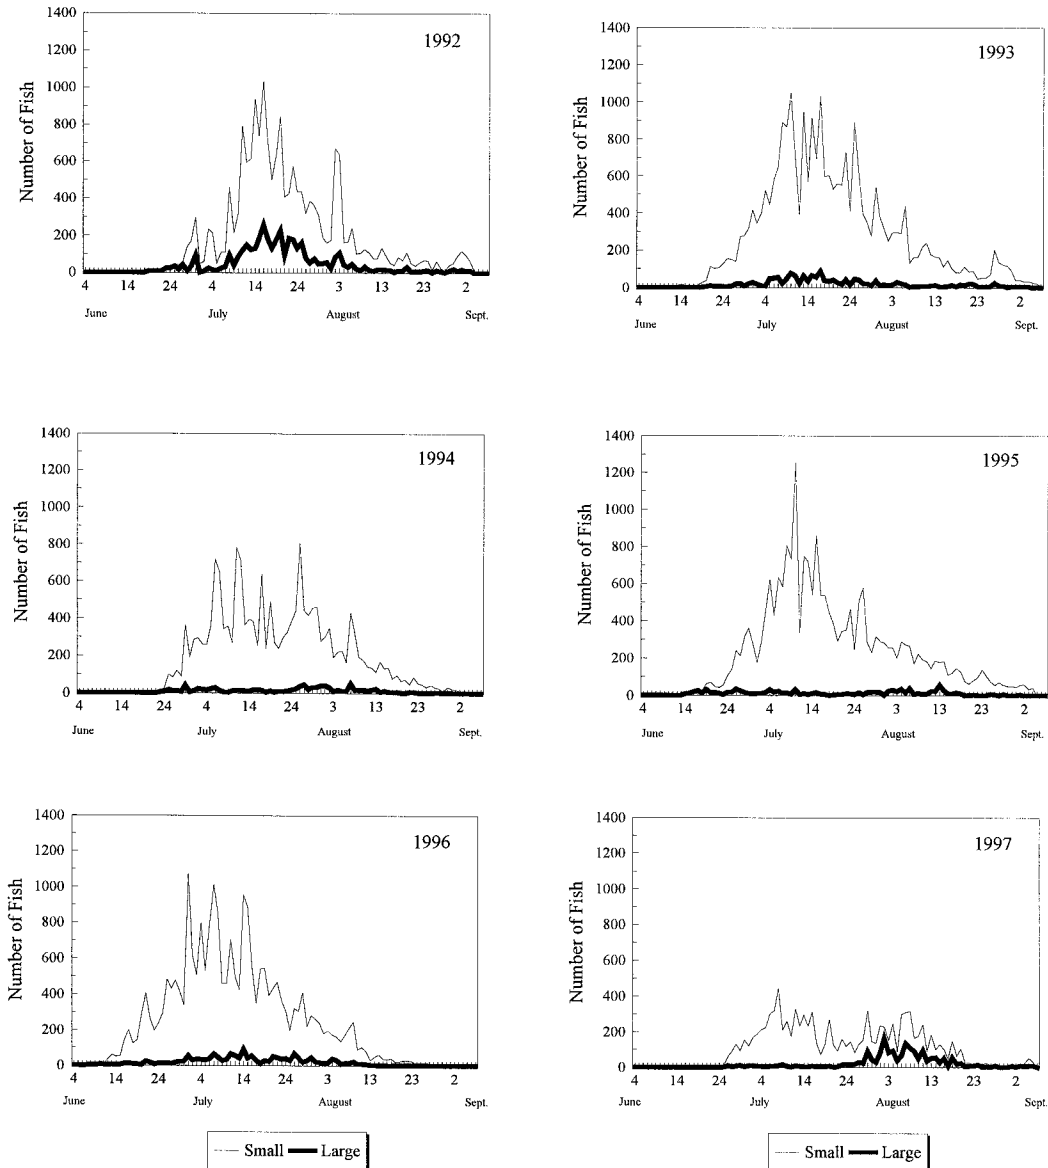 1992
Number of Fish
1400
1200
1000
800
600
400
200
0
4 14 24 4 14 24 3 13 23 2
June July August Sept.
1993
Number of Fish
1400
1200
1000
800
600
400
200
0
4 14 24 4 14 24 3 13 23 2
June July August Sept.
1994
Number of Fish
1400
1200
1000
800
600
400
200
0
4 14 24 4 14 24 3 13 23 2
June July August Sept.
1995
Number of Fish
1400
1200
1000
800
600
400
200
0
4 14 24 4 14 24 3 13 23 2
June July August Sept.
1996
Number of Fish
1400
1200
1000
800
600
400
200
0
4 14 24 4 14 24 3 13 23 2
June July August Sept.
Small Large
1997
Number of Fish
1400
1200
1000
800
600
400
200
0
4 14 24 4 14 24 3 13 23 2
June July August Sept.
Small Large